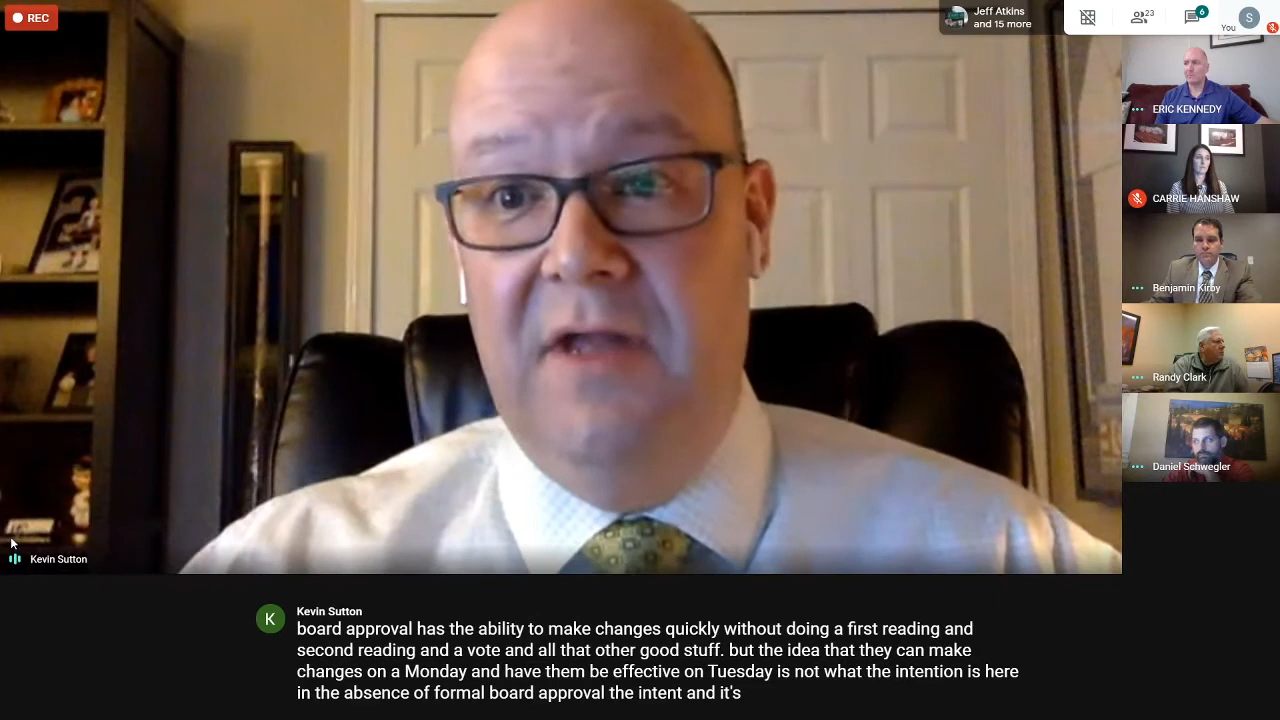 REC
Jeff Atkins
and 15 more
23
6
You
S
ERIC KENNEDY
CARRIE HANSHAW
Benjamin Kirby
Randy Clark
Daniel Schwegler
Kevin Sutton
K
Kevin Sutton
board approval has the ability to make changes quickly without doing a first reading and
second reading and a vote and all that other good stuff. but the idea that they can make
changes on a Monday and have them be effective on Tuesday is not what the intention is here
in the absence of formal board approval the intent and it's